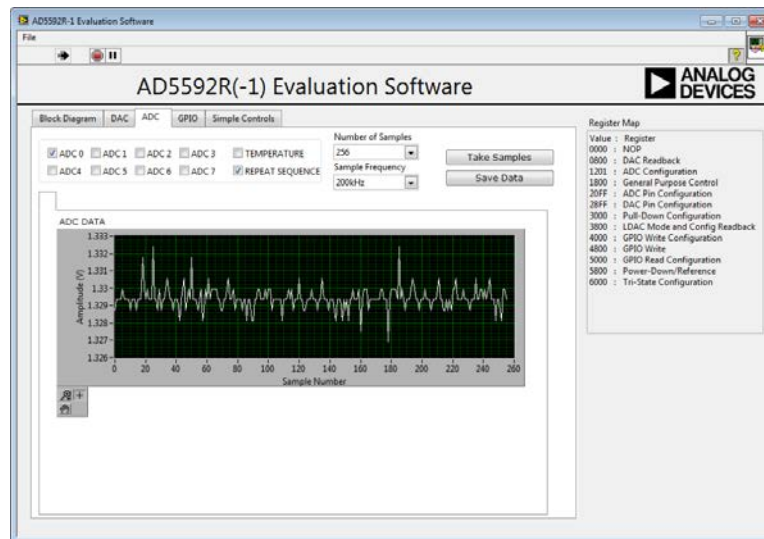 AD5592R-1 Evaluation Software
File
AD5592R(-1) Evaluation Software
ANALOG
DEVICES
Block Diagram DAC ADC GPIO Simple Controls
Number of Samples
ADC 0 ADC 1 ADC 2 ADC 3 TEMPERATURE 256 Take Samples
Sample Frequency
ADC4 ADC 5 ADC 6 ADC 7 REPEAT SEQUENCE 200kHz Save Data
ADC DATA
1.333
1.332
1.331
1.33
1.329
1.328
1.327
1.326
Amplitude (V)
0 20 40 60 80 100 120 140 160 180 200 220 240 260
Sample Number
Register Map
Value : Register
0000 : NOP
0800 : DAC Readback
1201 : ADC Configuration
1800 : General Purpose Control
20FF : ADC Pin Configuration
28FF : DAC Pin Configuration
3000 : Pull-Down Configuration
3800 : LDAC Mode and Config Readback
4000 : GPIO Write Configuration
4800 : GPIO Write
5000 : GPIO Read Configuration
5800 : Power-Down/Reference
6000 : Tri-State Configuration